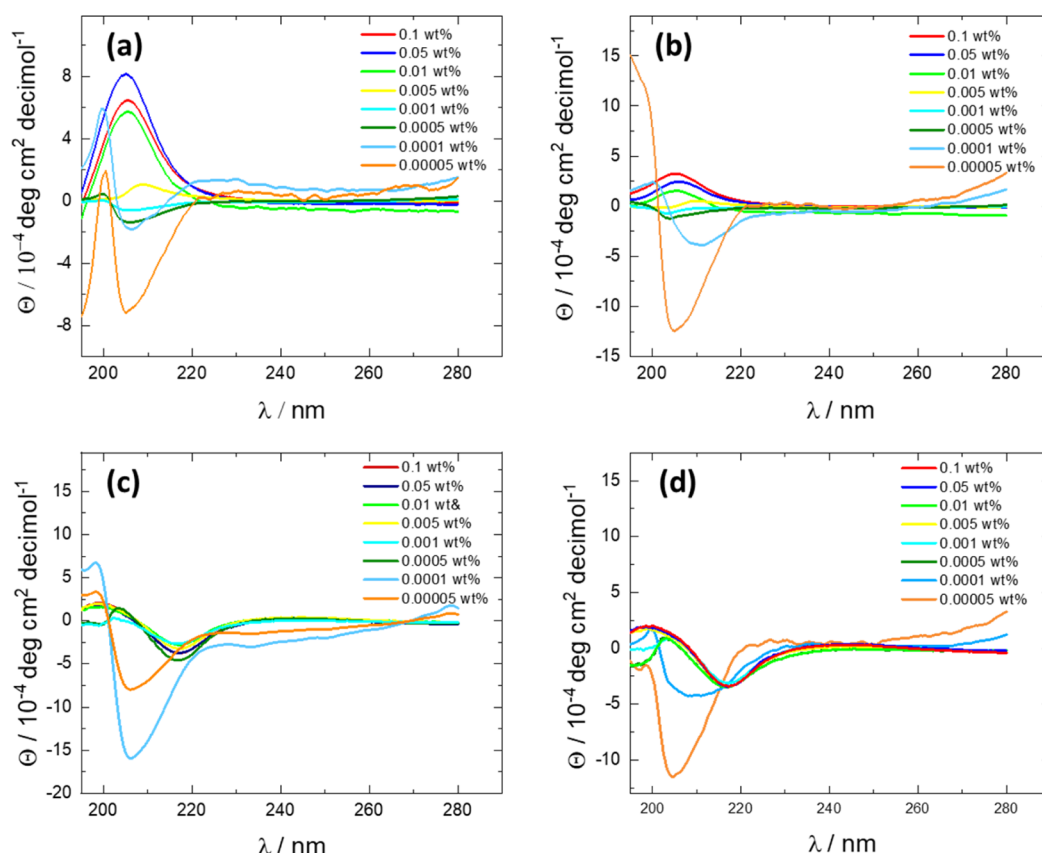 (a)
0.1 wt%
0.05 wt%
0.01 wt%
0.005 wt%
0.001 wt%
0.0005 wt%
0.0001 wt%
0.00005 wt%
Θ / 10⁻⁴ deg cm² decimol⁻¹
8
4
0
-4
-8
200 220 240 260 280
λ / nm
(b)
0.1 wt%
0.05 wt%
0.01 wt%
0.005 wt%
0.001 wt%
0.0005 wt%
0.0001 wt%
0.00005 wt%
Θ / 10⁻⁴ deg cm² decimol⁻¹
15
10
5
0
-5
-10
-15
200 220 240 260 280
λ / nm
(c)
0.1 wt%
0.05 wt%
0.01 wt&
0.005 wt%
0.001 wt%
0.0005 wt%
0.0001 wt%
0.00005 wt%
Θ / 10⁻⁴ deg cm² decimol⁻¹
15
10
5
0
-5
-10
-15
-20
200 220 240 260 280
λ / nm
(d)
0.1 wt%
0.05 wt%
0.01 wt%
0.005 wt%
0.001 wt%
0.0005 wt%
0.0001 wt%
0.00005 wt%
Θ / 10⁻⁴ deg cm² decimol⁻¹
15
10
5
0
-5
-10
200 220 240 260 280
λ / nm